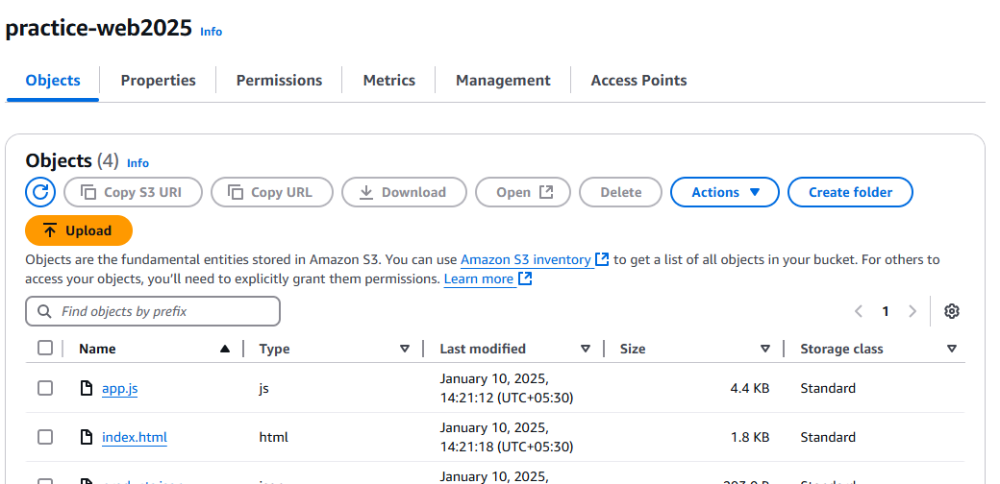 practice-web2025 Info
Objects Properties Permissions Metrics Management Access Points
Objects (4) Info
Copy S3 URI Copy URL Download Open Delete Actions Create folder
Upload
Objects are the fundamental entities stored in Amazon S3. You can use Amazon S3 inventory to get a list of all objects in your bucket. For others to
access your objects, you'll need to explicitly grant them permissions. Learn more
Find objects by prefix 1
Name Type Last modified Size Storage class
January 10, 2025,
app.js js 4.4 KB Standard
14:21:12 (UTC+05:30)
January 10, 2025,
index.html html 1.8 KB Standard
14:21:18 (UTC+05:30)
January 10, 2025,